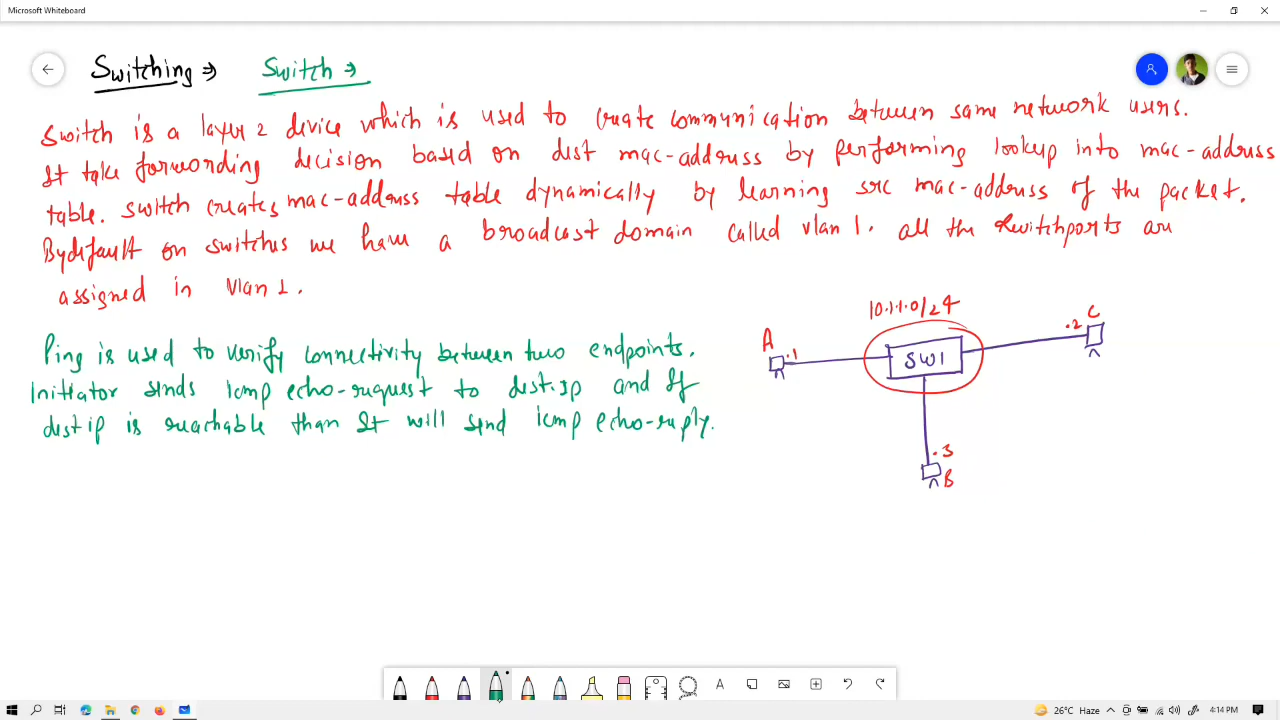 Microsoft Whiteboard
Switching → Switch →
Switch is a layer 2 device which is used to create communication between same network users.
It take forwarding decision based on dest mac-address by performing lookup into mac-address
table. Switch creates mac-address table dynamically by learning src mac-address of the packet.
Bydefault on switches we have a broadcast domain called vlan 1. all the switchports are
assigned in vlan 1.
Ping is used to verify connectivity between two endpoints.
Initiator sends icmp echo-request to dest.ip and If
dest ip is reachable than It will send icmp echo-reply.
10.1.1.0/24
A
.1
SW1
.2
C
.3
B
A
26°C Haze
4:14 PM